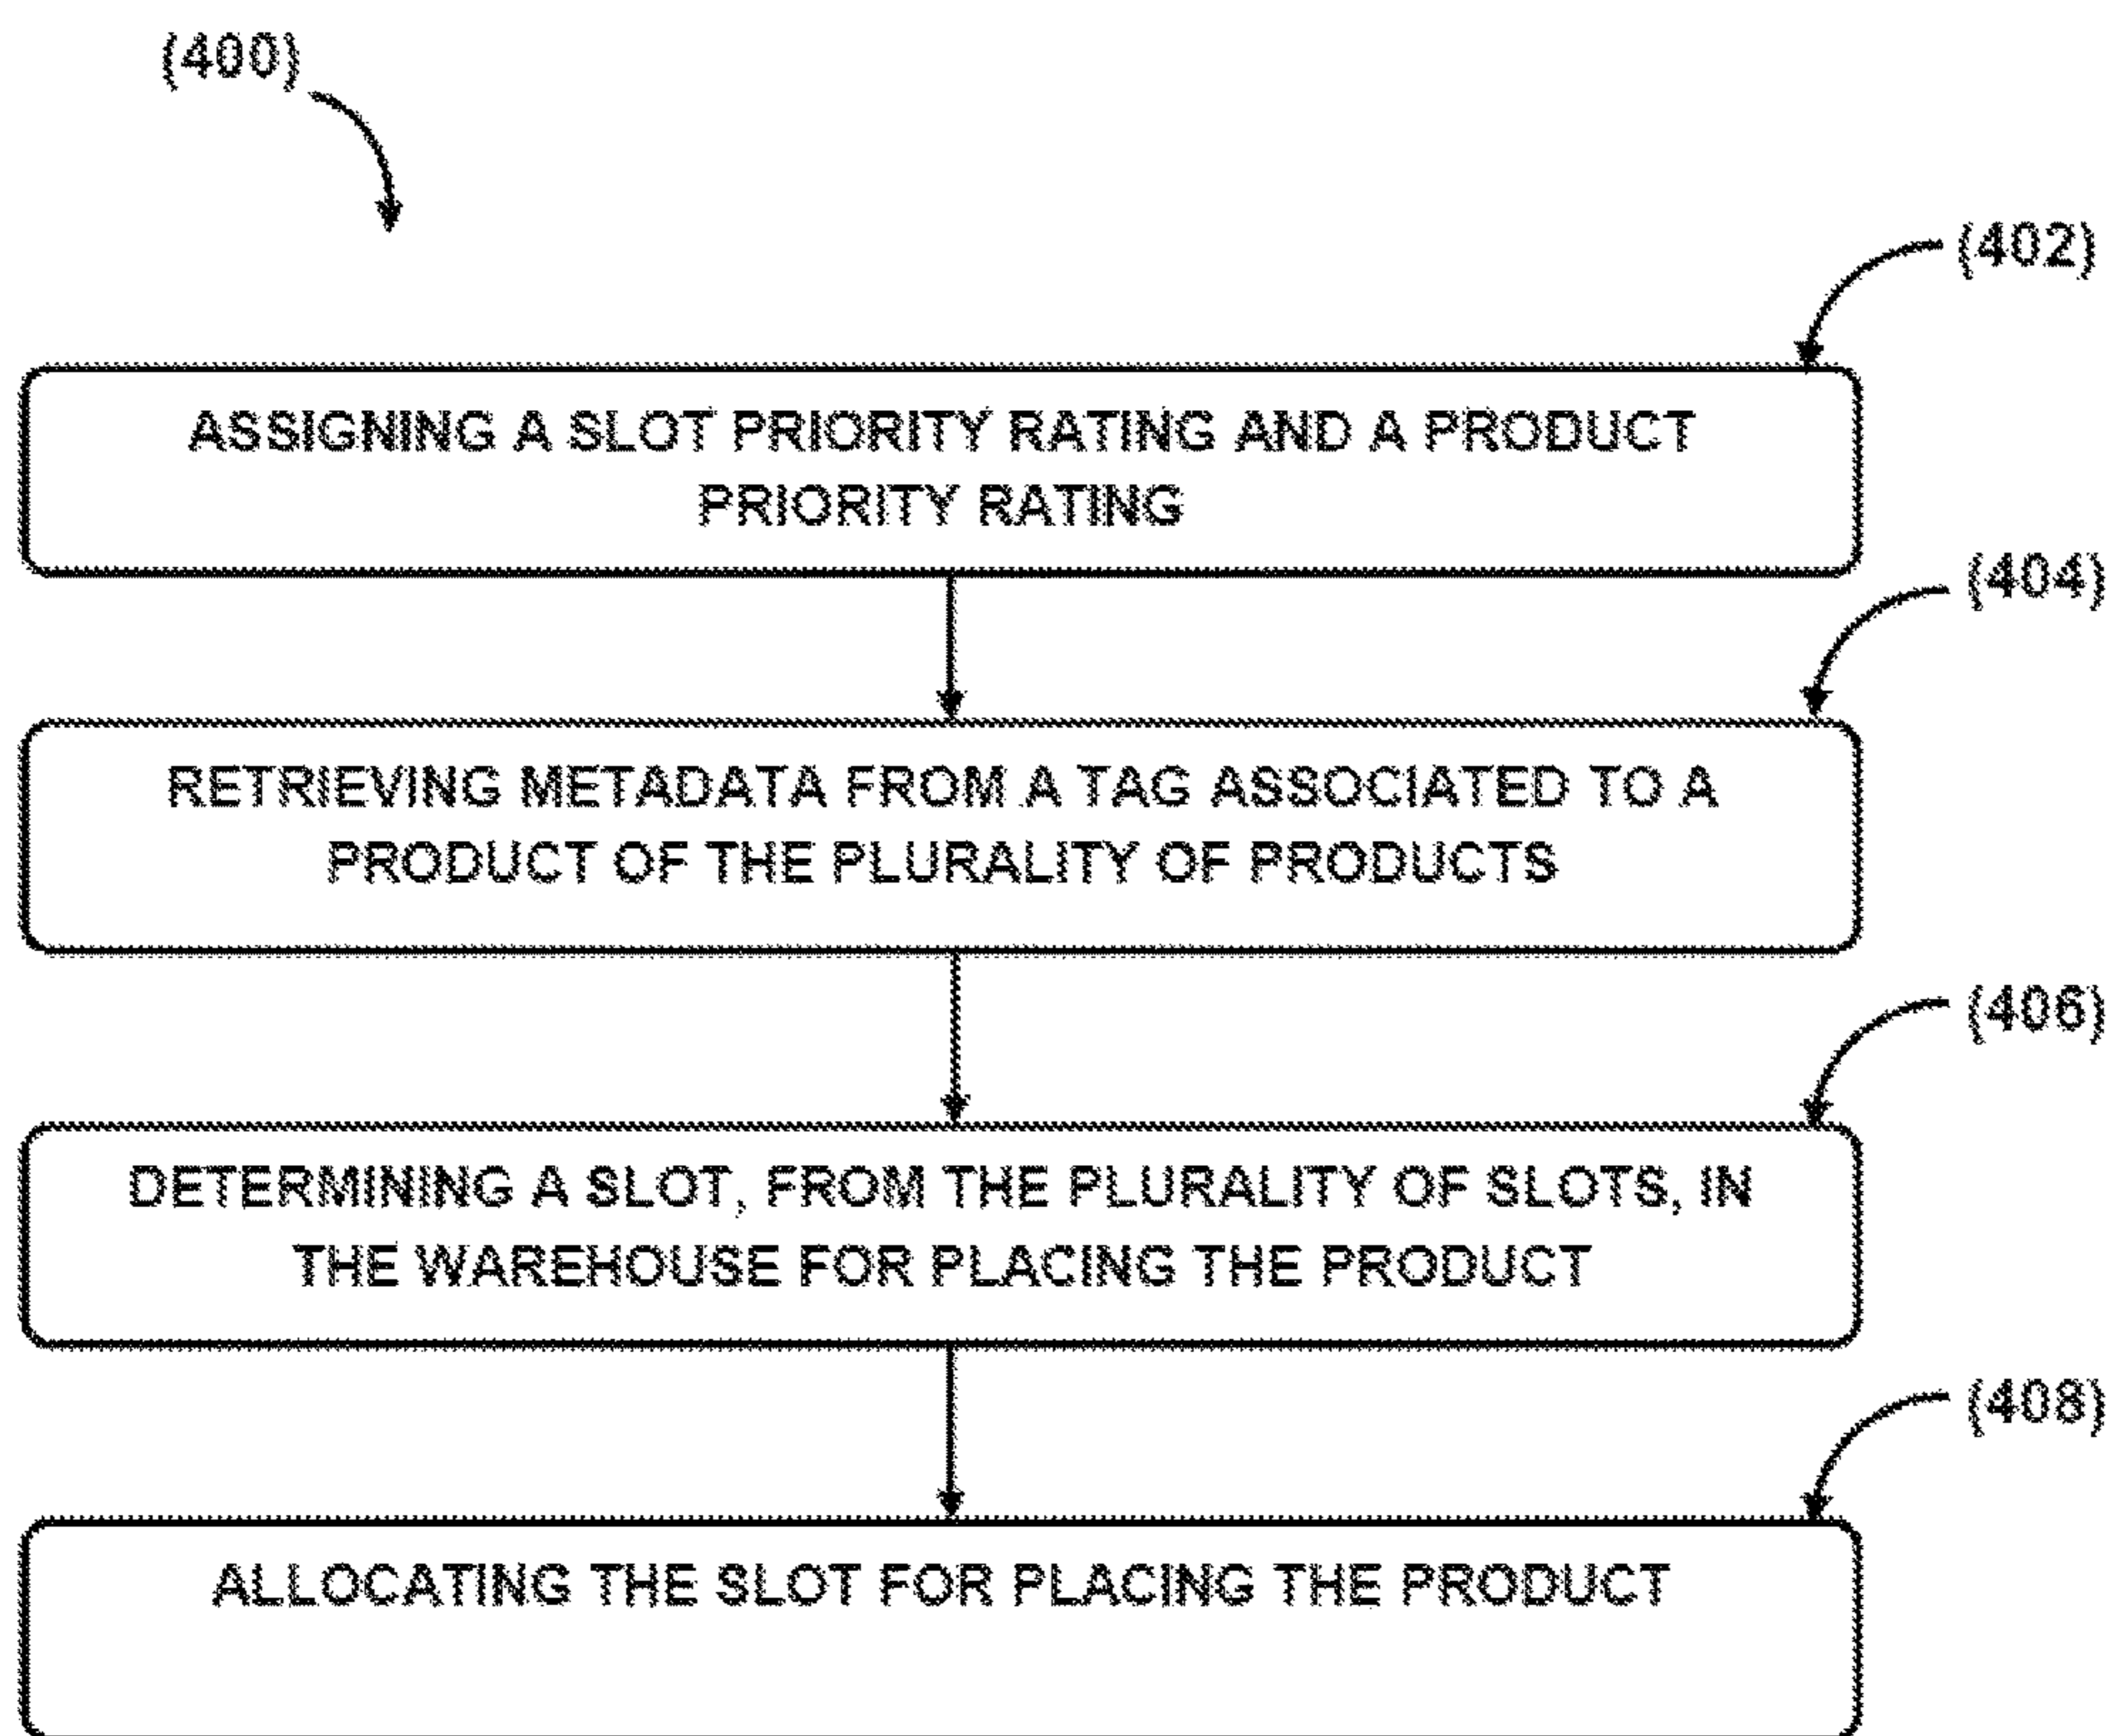 (400)
(402)
ASSIGNING A SLOT PRIORITY RATING AND A PRODUCT
PRIORITY RATING
(404)
RETRIEVING METADATA FROM A TAG ASSOCIATED TO A
PRODUCT OF THE PLURALITY OF PRODUCTS
(406)
DETERMINING A SLOT, FROM THE PLURALITY OF SLOTS, IN
THE WAREHOUSE FOR PLACING THE PRODUCT
(408)
ALLOCATING THE SLOT FOR PLACING THE PRODUCT